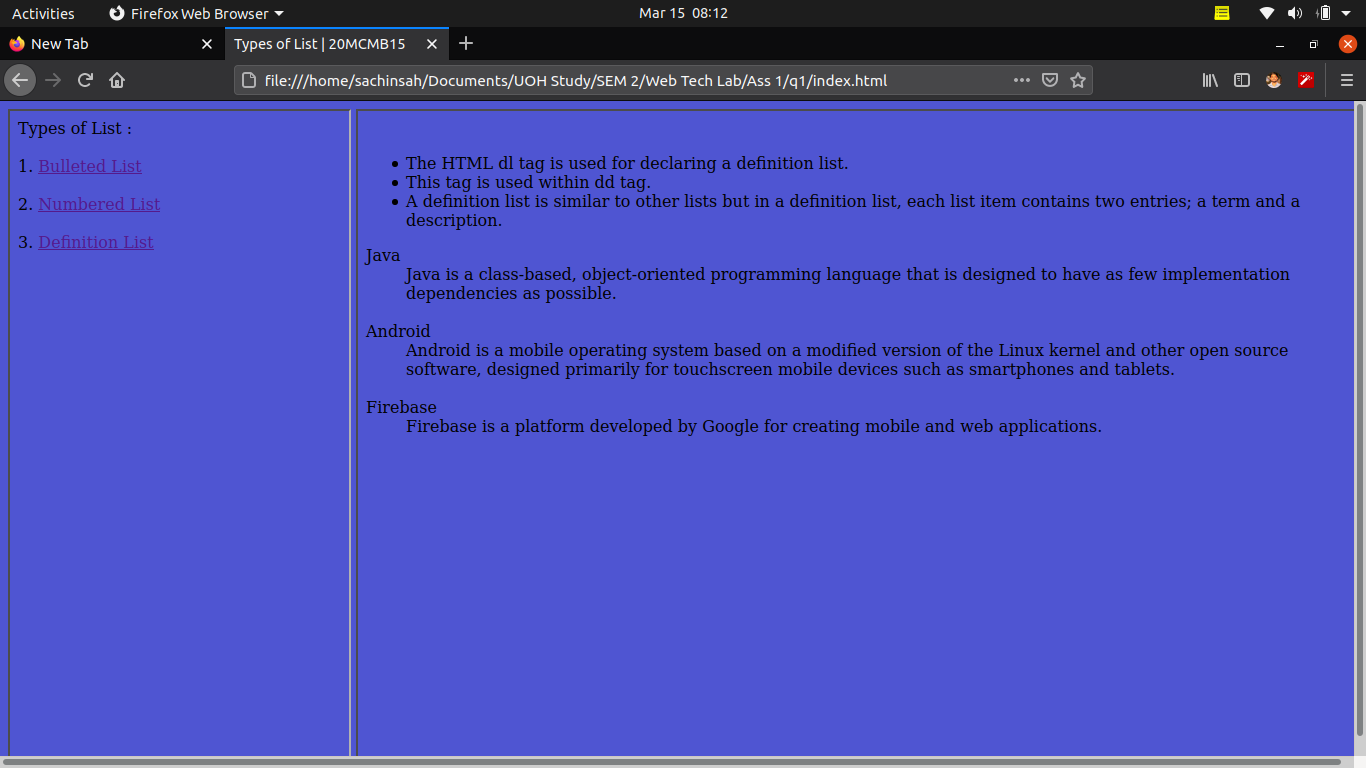 Activities
Firefox Web Browser
Mar 15 08:12
New Tab
Types of List | 20MCMB15
file:///home/sachinsah/Documents/UOH Study/SEM 2/Web Tech Lab/Ass 1/q1/index.html
Types of List :
1. Bulleted List
2. Numbered List
3. Definition List
• The HTML dl tag is used for declaring a definition list.
• This tag is used within dd tag.
• A definition list is similar to other lists but in a definition list, each list item contains two entries; a term and a
description.
Java
Java is a class-based, object-oriented programming language that is designed to have as few implementation
dependencies as possible.
Android
Android is a mobile operating system based on a modified version of the Linux kernel and other open source
software, designed primarily for touchscreen mobile devices such as smartphones and tablets.
Firebase
Firebase is a platform developed by Google for creating mobile and web applications.